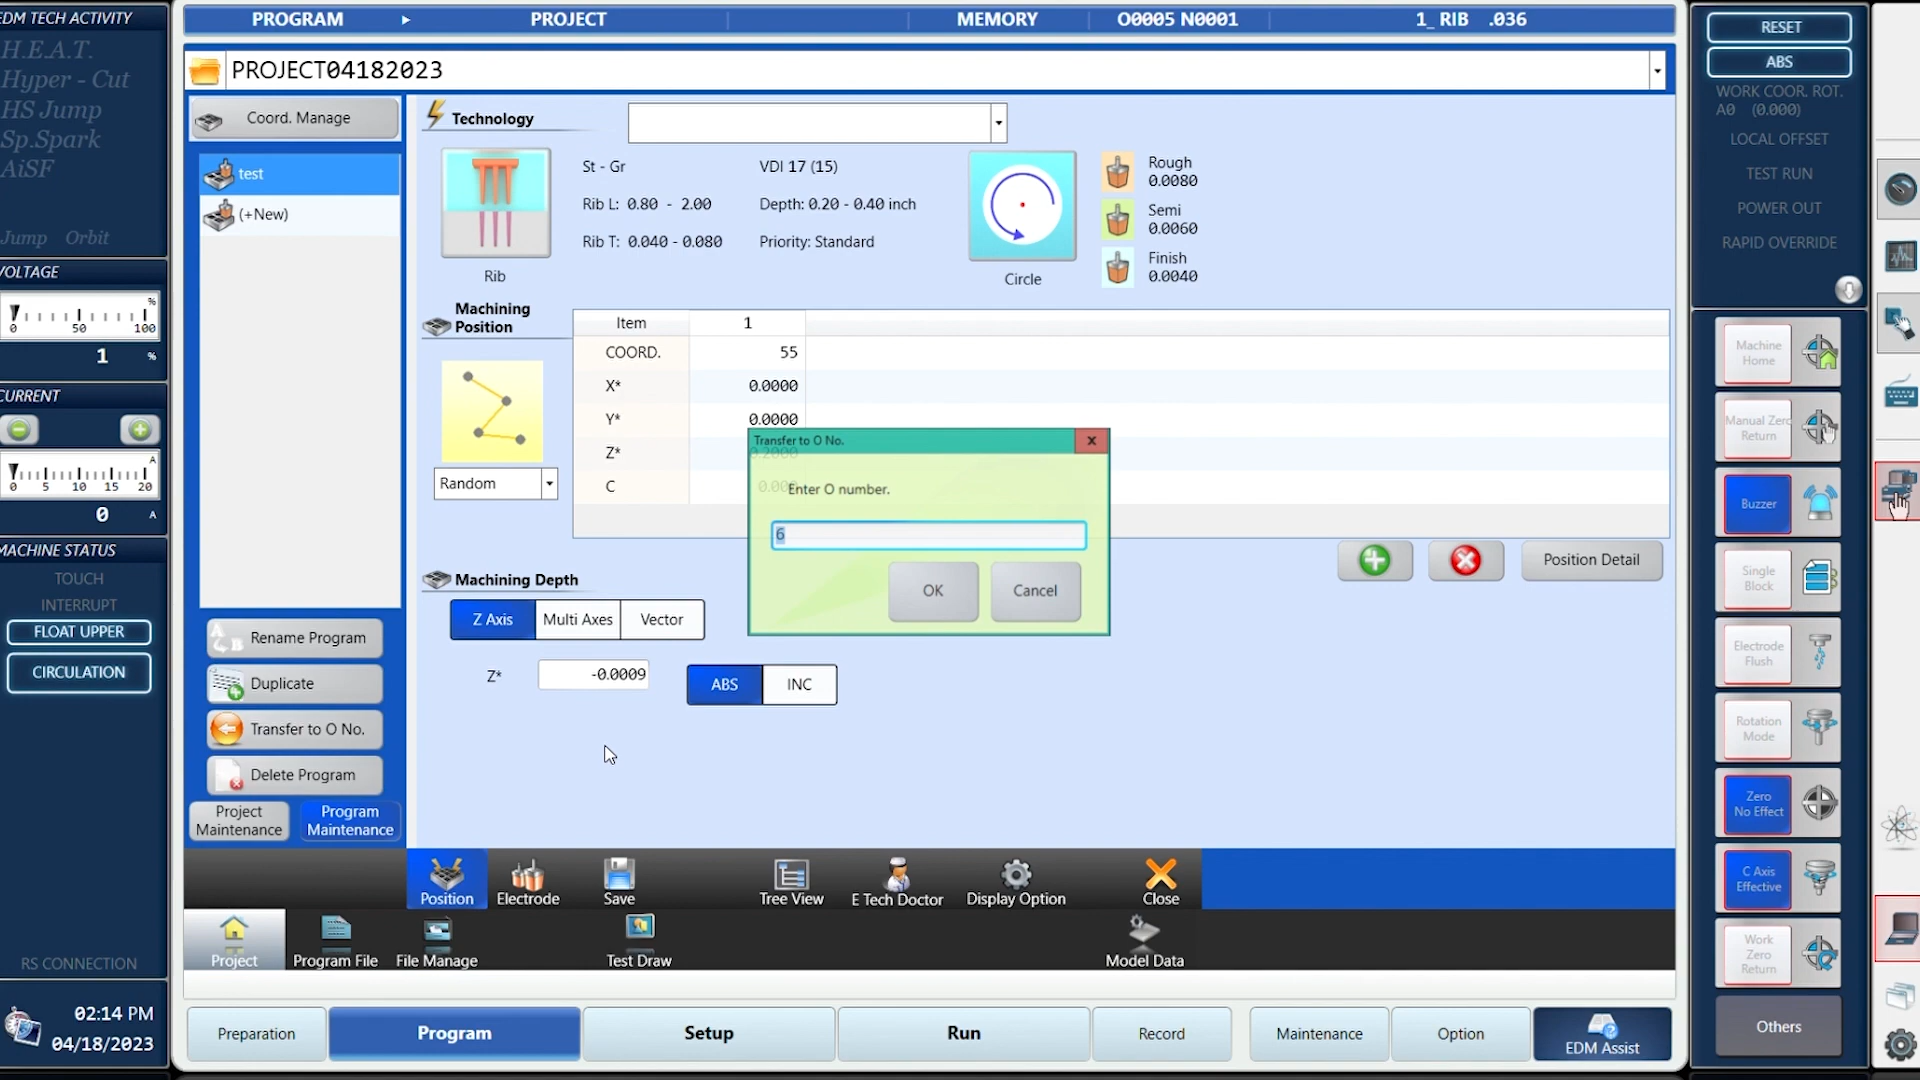 PROGRAM ▸ PROJECT MEMORY O0005 N0001 1_ RIB .036
EDM TECH ACTIVITY
H.E.A.T.
Hyper - Cut
HS Jump
Sp.Spark
AiSF
Jump Orbit
VOLTAGE
%
0 50 100
1 %
CURRENT
A
0 5 10 15 20
0 A
MACHINE STATUS
TOUCH
INTERRUPT
FLOAT UPPER
CIRCULATION
RS CONNECTION
02:14 PM
04/18/2023
PROJECT04182023
Coord. Manage
test
(+New)
Rename Program
Duplicate
Transfer to O No.
Delete Program
Project Maintenance
Program Maintenance
Technology
Rib
St - Gr
VDI 17 (15)
Rib L: 0.80 - 2.00
Depth: 0.20 - 0.40 inch
Rib T: 0.040 - 0.080
Priority: Standard
Circle
Rough
0.0080
Semi
0.0060
Finish
0.0040
Machining
Position
Random
Item 1
COORD. 55
X* 0.0000
Y* 0.0000
Z* 0.2000
C 0.000
Transfer to O No. X
Enter O number.
6
OK Cancel
Position Detail
Machining Depth
Z Axis Multi Axes Vector
Z* -0.0009 ABS INC
Position Electrode Save Tree View E Tech Doctor Display Option Close
Project Program File File Manage Test Draw Model Data
Preparation Program Setup Run Record Maintenance Option EDM Assist
RESET
ABS
WORK COOR. ROT.
A0 (0.000)
LOCAL OFFSET
TEST RUN
POWER OUT
RAPID OVERRIDE
Machine
Home
Manual Zero
Return
Buzzer
Single
Block
Electrode
Flush
Rotation
Mode
Zero
No Effect
C Axis
Effective
Work
Zero
Return
Others